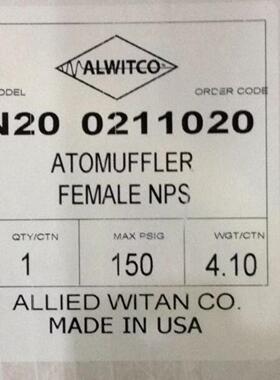 ALWITCO
ODEL ORDER CODE
N20 0211020
ATOMUFFLER
FEMALE NPS
QTY/CTN MAX PSIG WGT/CTN
1 150 4.10
ALLIED WITAN CO.
MADE IN USA